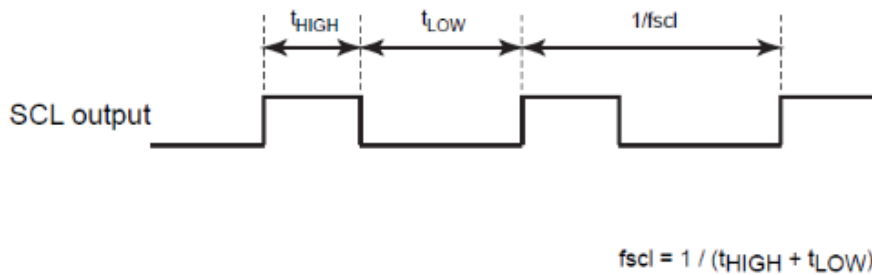 tHIGH tLOW 1/fscl
SCL output
fscl = 1 / (tHIGH + tLOW)